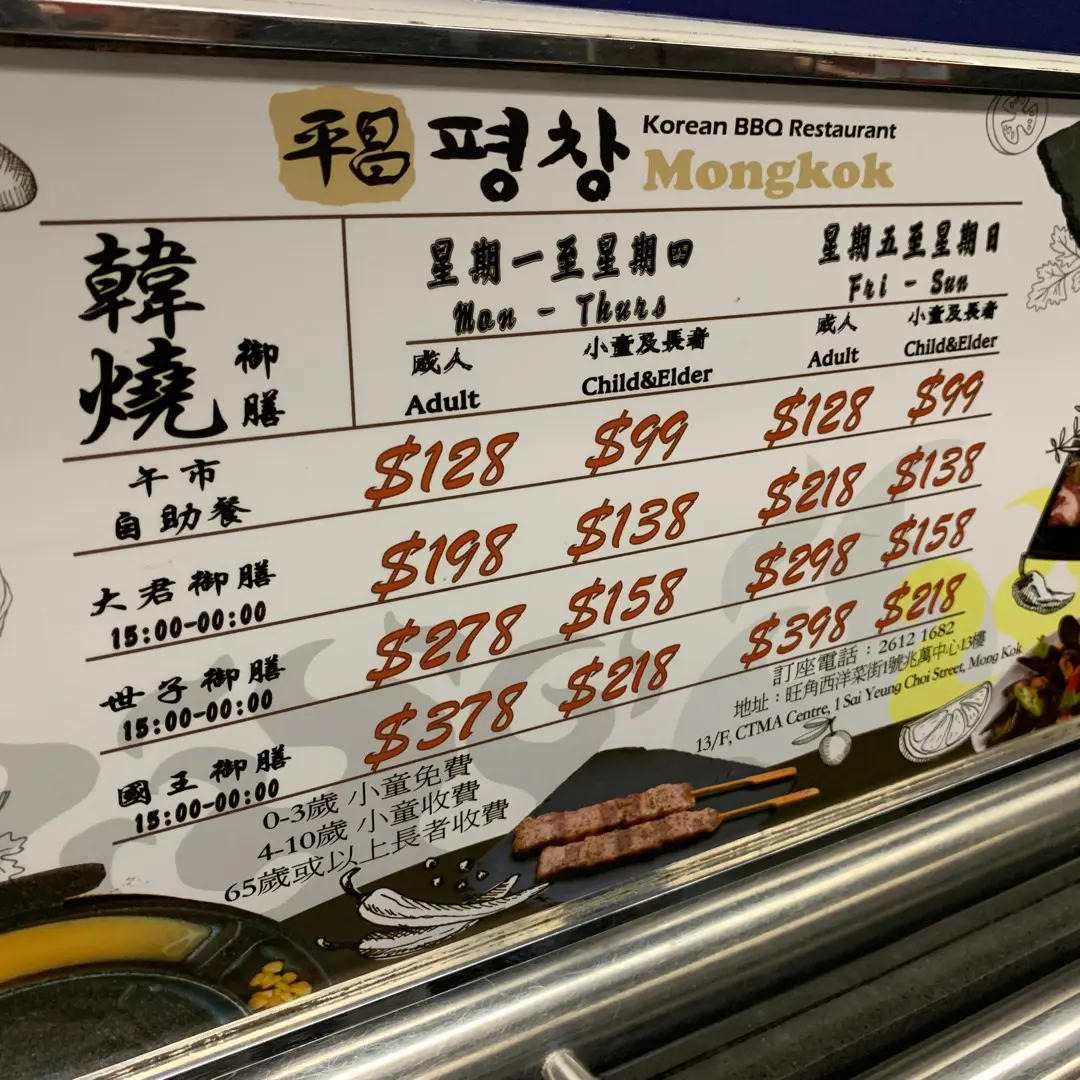 平昌 평창 Korean BBQ Restaurant
Mongkok
韓燒 御膳
星期一至星期四 星期五至星期日
Mon - Thurs Fri - Sun
成人 小童及長者 成人 小童及長者
Adult Child&Elder Adult Child&Elder
午市
自助餐 $128 $99 $128 $99
大君御膳
15:00-00:00 $198 $138 $218 $138
世子御膳
15:00-00:00 $278 $158 $298 $158
國王御膳
15:00-00:00 $378 $218 $398 $218
0-3歲 小童免費
4-10歲 小童收費
65歲或以上長者收費
訂座電話：2612 1682
地址：旺角西洋菜街1號兆萬中心13樓
13/F, CTMA Centre, 1 Sai Yeung Choi Street, Mong Kok